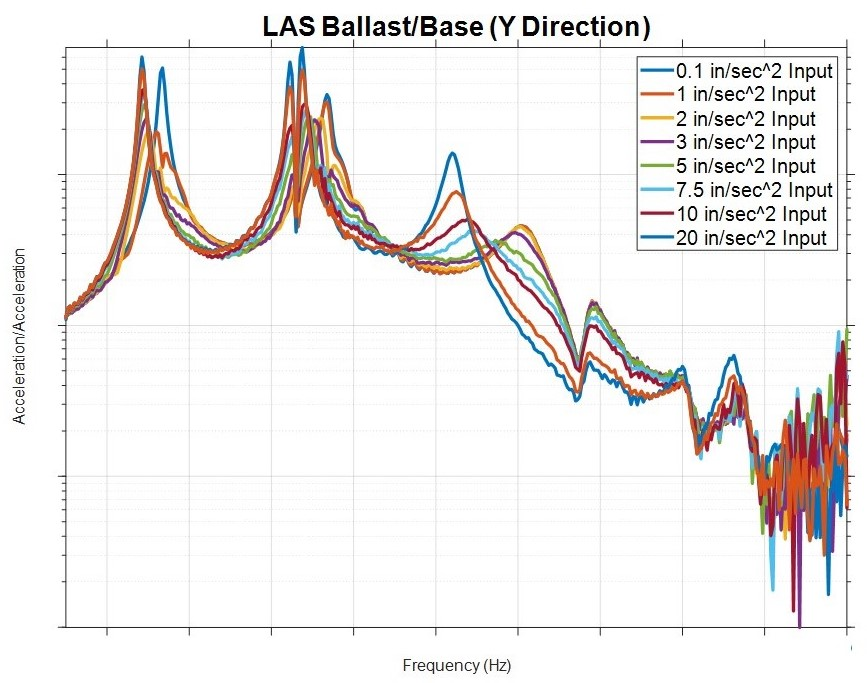 LAS Ballast/Base (Y Direction)
0.1 in/sec^2 Input
1 in/sec^2 Input
2 in/sec^2 Input
3 in/sec^2 Input
5 in/sec^2 Input
7.5 in/sec^2 Input
10 in/sec^2 Input
20 in/sec^2 Input
Acceleration/Acceleration
Frequency (Hz)